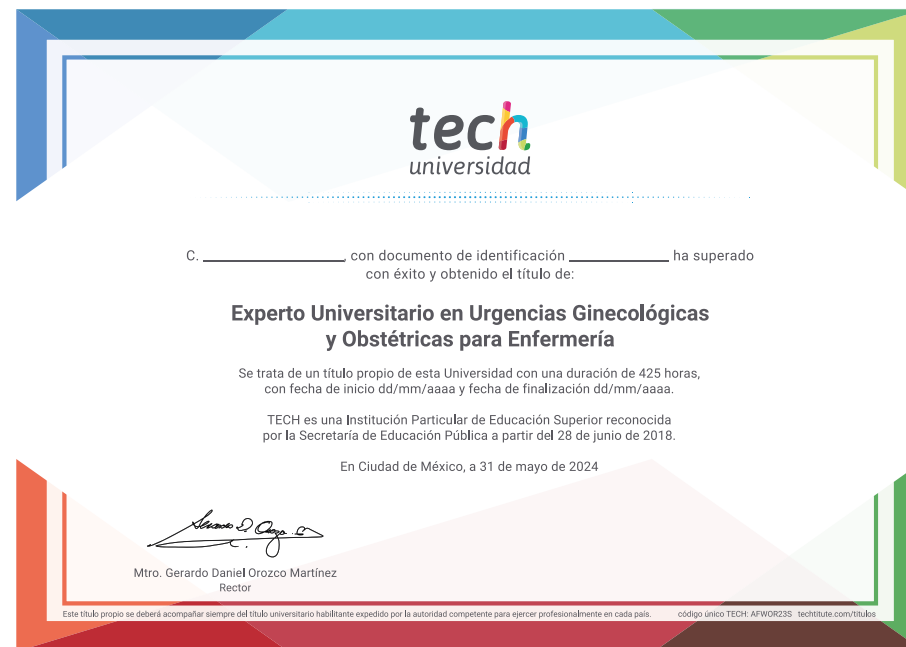 tech
universidad
C. ____________, con documento de identificación ____________ ha superado
con éxito y obtenido el título de:
Experto Universitario en Urgencias Ginecológicas
y Obstétricas para Enfermería
Se trata de un título propio de esta Universidad con una duración de 425 horas,
con fecha de inicio dd/mm/aaaa y fecha de finalización dd/mm/aaaa.
TECH es una Institución Particular de Educación Superior reconocida
por la Secretaría de Educación Pública a partir del 28 de junio de 2018.
En Ciudad de México, a 31 de mayo de 2024
Mtro. Gerardo Daniel Orozco Martínez
Rector
Este título propio se deberá acompañar siempre del título universitario habilitante expedido por la autoridad competente para ejercer profesionalmente en cada país. código único TECH: AFWOR23S techtitute.com/titulos